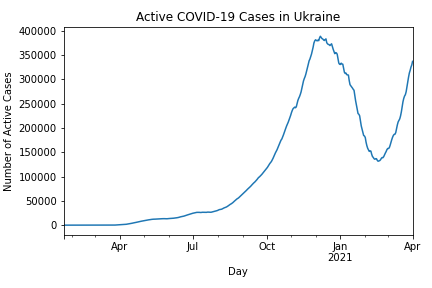 Active COVID-19 Cases in Ukraine
400000
350000
300000
250000
200000
150000
100000
50000
0
Number of Active Cases
Apr
Jul
Oct
Jan
2021
Apr
Day